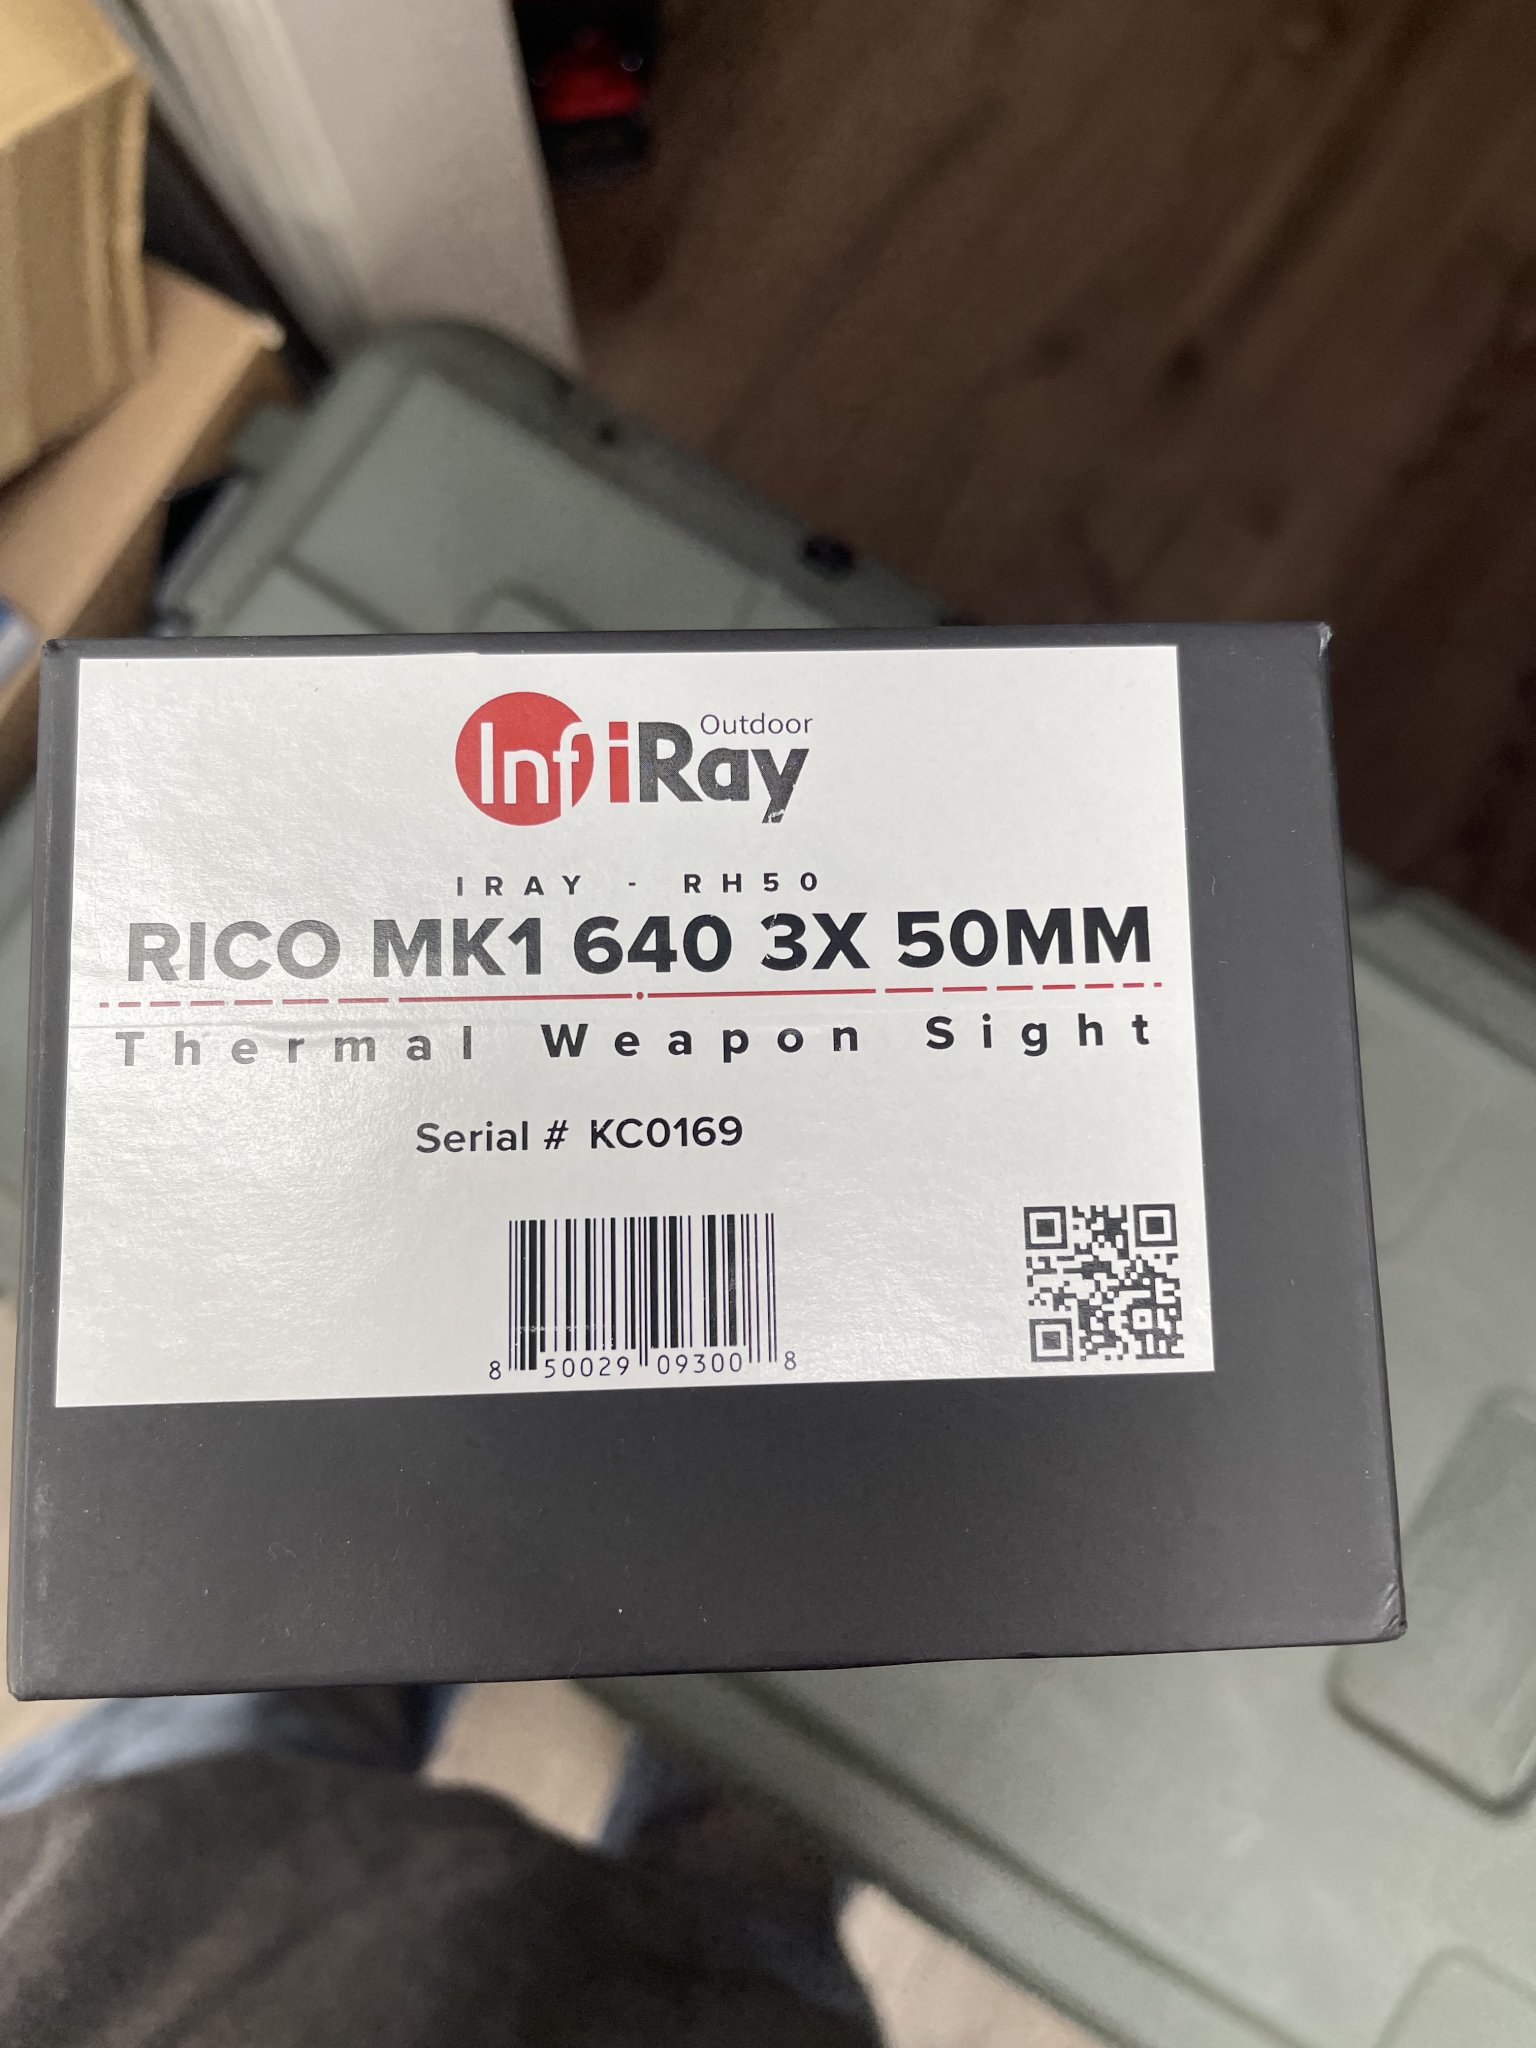 InfiRay Outdoor
IRAY - RH50
RICO MK1 640 3X 50MM
Thermal Weapon Sight
Serial # KC0169
8 50029 09300 8